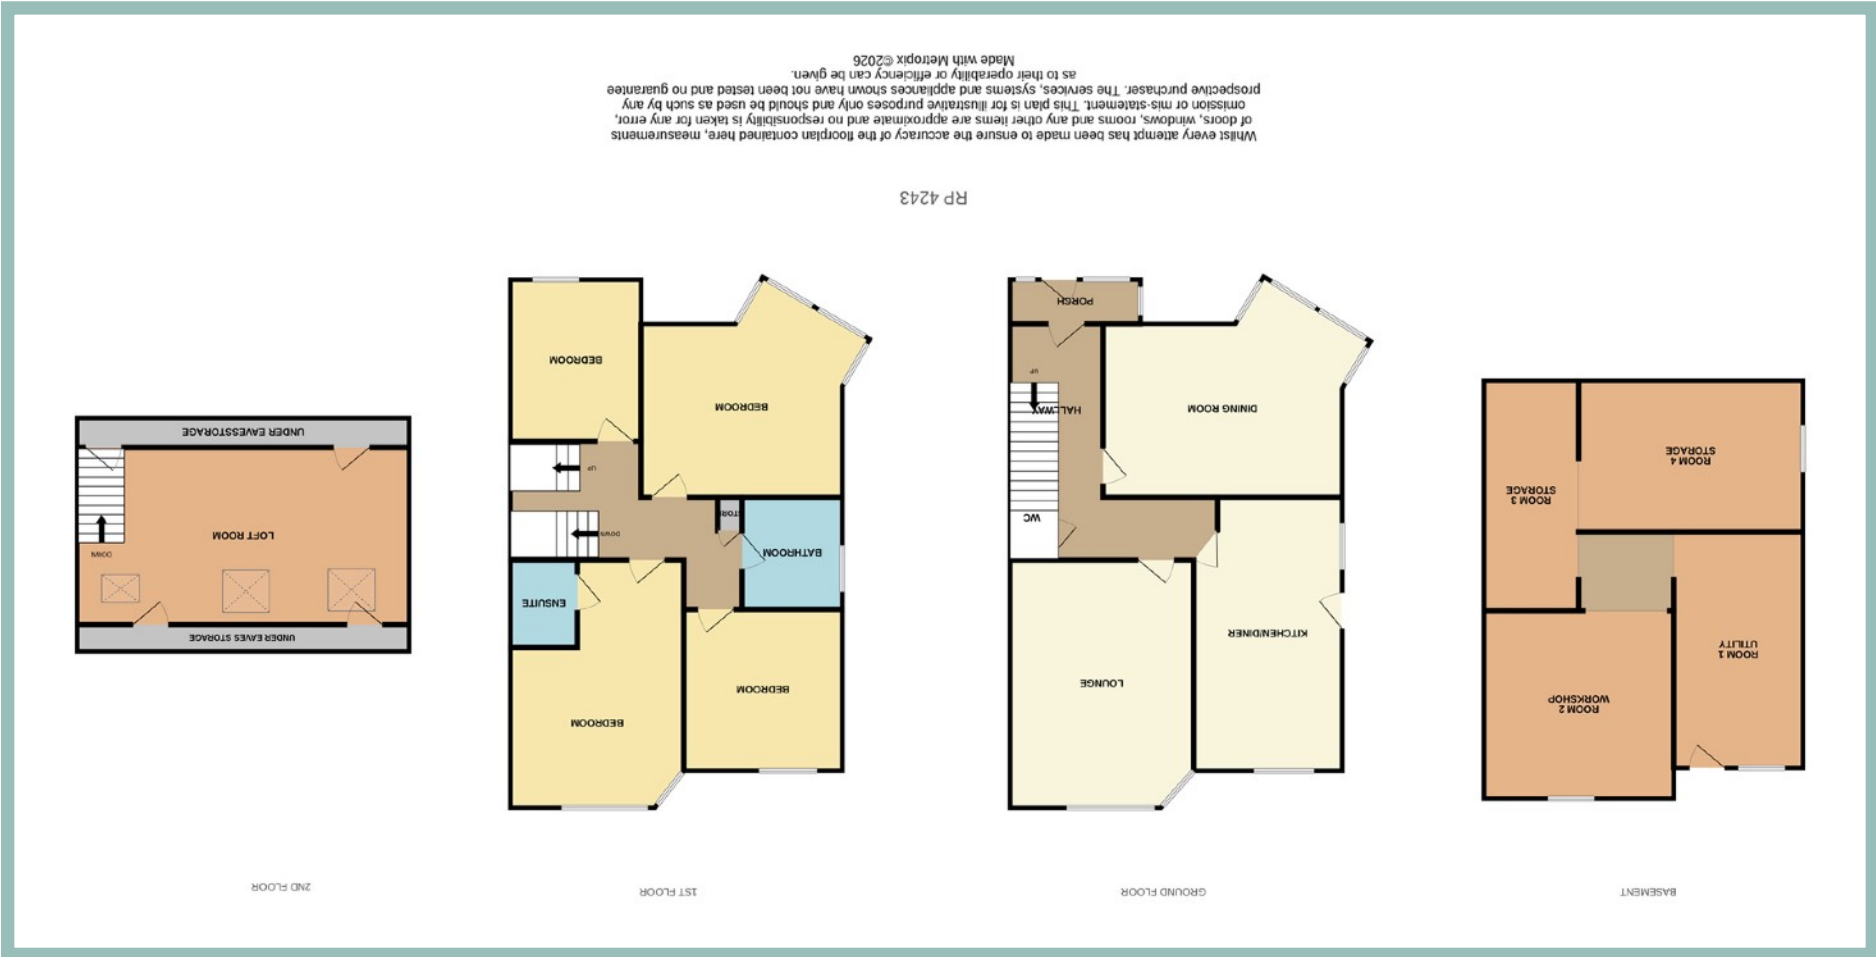 BASEMENT
GROUND FLOOR
1ST FLOOR
2ND FLOOR
ROOM 2
WORKSHOP
ROOM 1
UTILITY
ROOM 3
STORAGE
ROOM 4
STORAGE
LOUNGE
KITCHEN/DINER
WC
HALLWAY
UP
DINING ROOM
PORCH
BEDROOM
BEDROOM
ENSUITE
BATHROOM
DOWN
STORE
UP
BEDROOM
BEDROOM
UNDER EAVES STORAGE
DOWN
LOFT ROOM
UNDER EAVESSTORAGE
RP 4243
Whilst every attempt has been made to ensure the accuracy of the floorplan contained here, measurements
of doors, windows, rooms and any other items are approximate and no responsibility is taken for any error,
omission or mis-statement. This plan is for illustrative purposes only and should be used as such by any
prospective purchaser. The services, systems and appliances shown have not been tested and no guarantee
as to their operability or efficiency can be given.
Made with Metropix ©2026